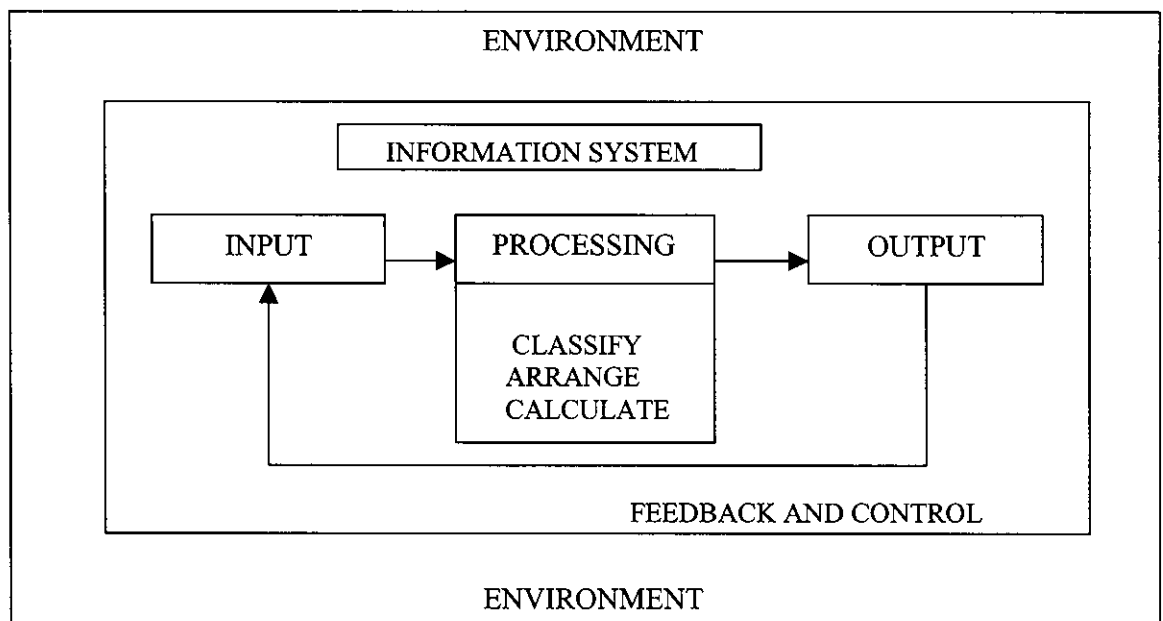 ENVIRONMENT
INFORMATION SYSTEM
INPUT
PROCESSING
OUTPUT
CLASSIFY
ARRANGE
CALCULATE
FEEDBACK AND CONTROL
ENVIRONMENT